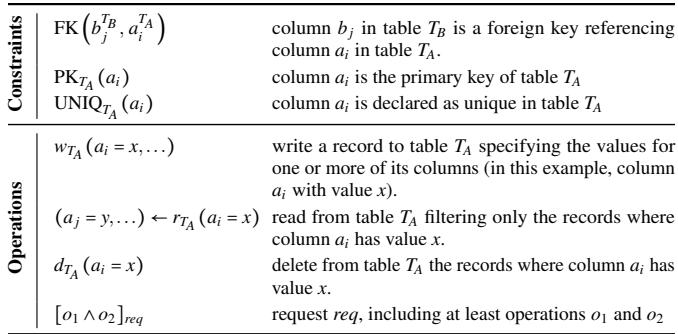 Constraints
FK(b_j^{T_B}, a_i^{T_A}) column b_j in table T_B is a foreign key referencing
column a_i in table T_A.
PK_{T_A}(a_i) column a_i is the primary key of table T_A
UNIQ_{T_A}(a_i) column a_i is declared as unique in table T_A
Operations
w_{T_A}(a_i = x,...) write a record to table T_A specifying the values for
one or more of its columns (in this example, column
a_i with value x).
(a_j = y,...) ← r_{T_A}(a_i = x) read from table T_A filtering only the records where
column a_i has value x.
d_{T_A}(a_i = x) delete from table T_A the records where column a_i has
value x.
[o_1 ∧ o_2]_{req} request req, including at least operations o_1 and o_2